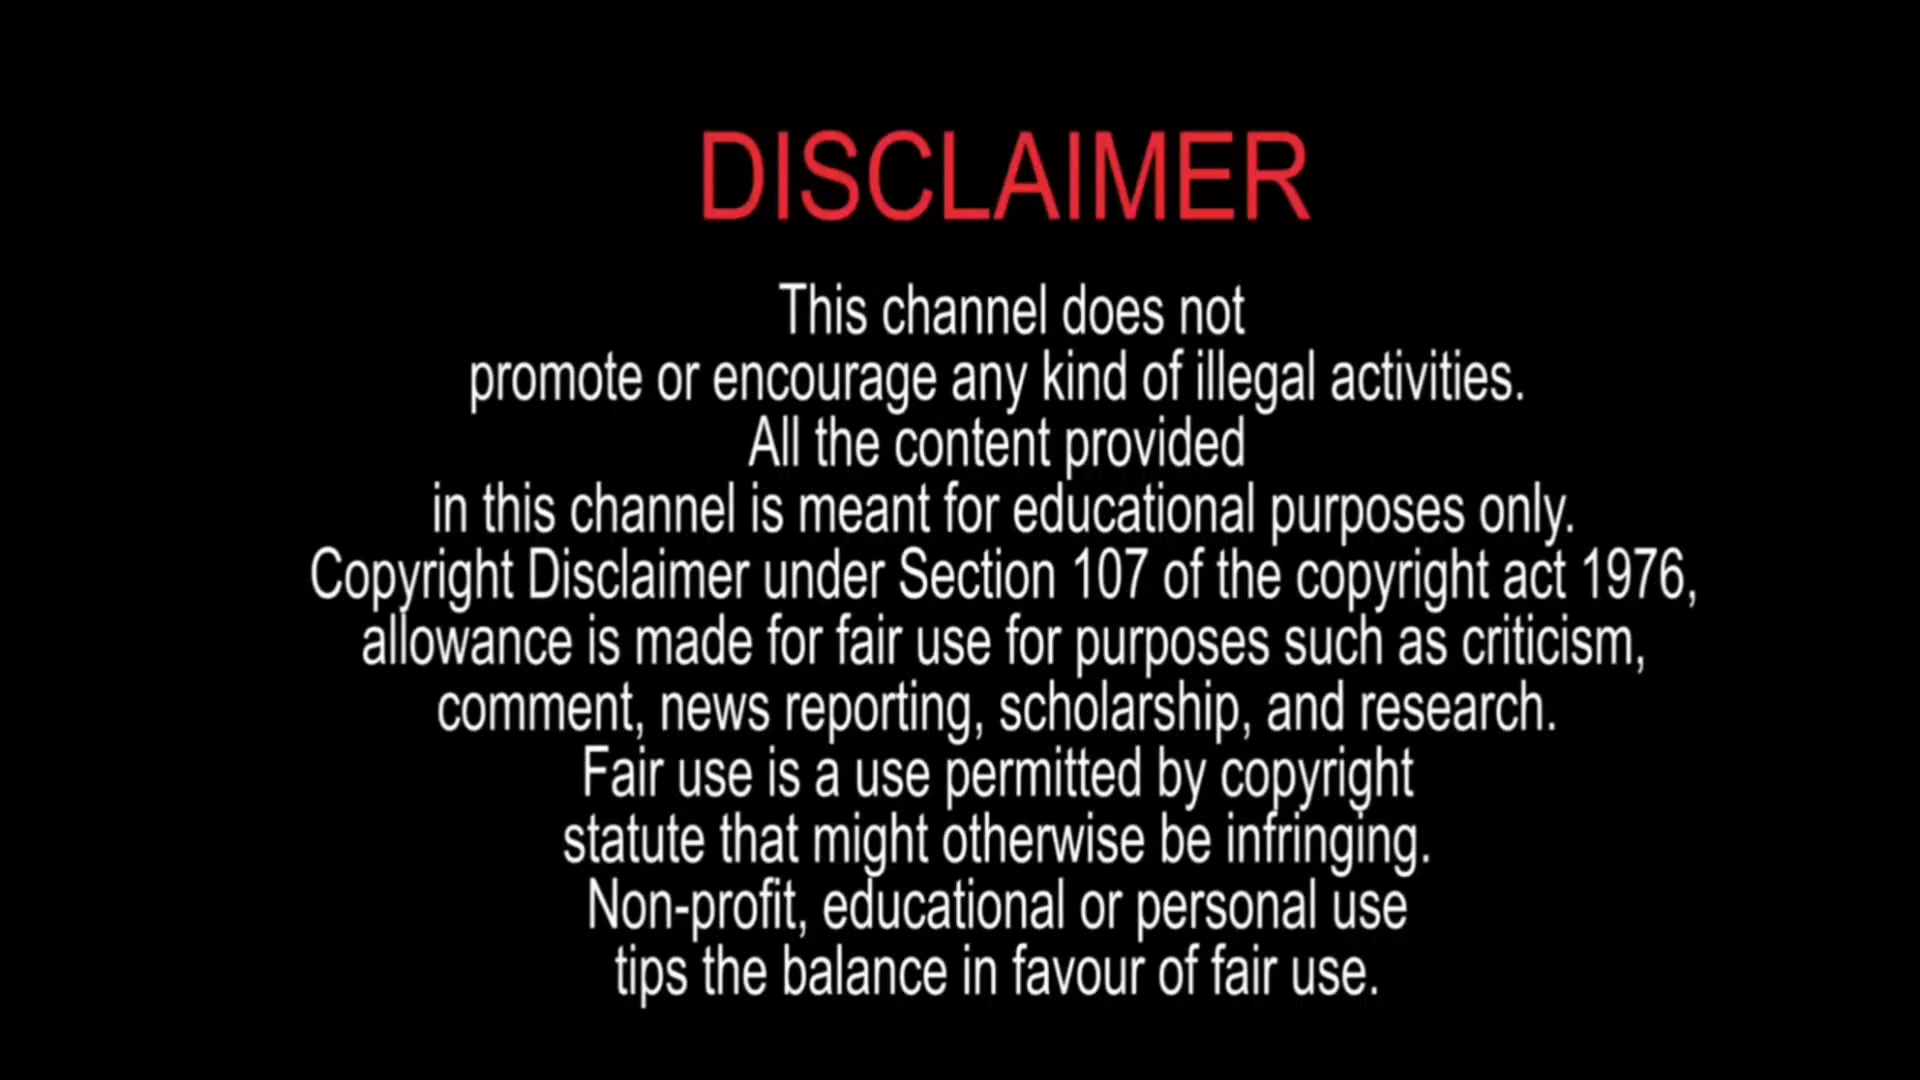 DISCLAIMER
This channel does not
promote or encourage any kind of illegal activities.
All the content provided
in this channel is meant for educational purposes only.
Copyright Disclaimer under Section 107 of the copyright act 1976,
allowance is made for fair use for purposes such as criticism,
comment, news reporting, scholarship, and research.
Fair use is a use permitted by copyright
statute that might otherwise be infringing.
Non-profit, educational or personal use
tips the balance in favour of fair use.